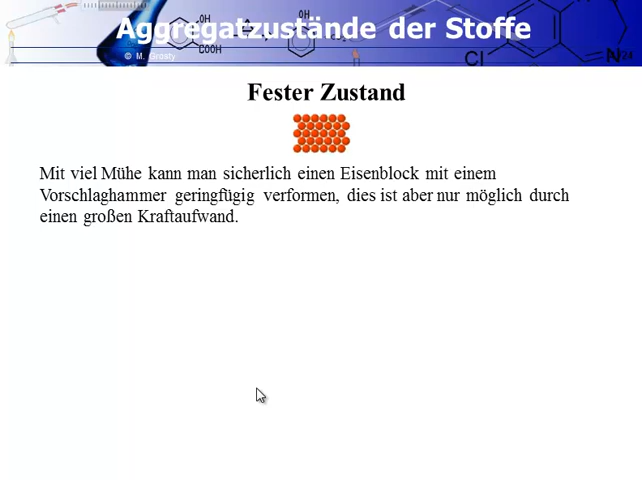 Aggregatzustände der Stoffe
OH
COOH
OH
Cl
N
© M. Grosty
Fester Zustand
Mit viel Mühe kann man sicherlich einen Eisenblock mit einem
Vorschlaghammer geringfügig verformen, dies ist aber nur möglich durch
einen großen Kraftaufwand.